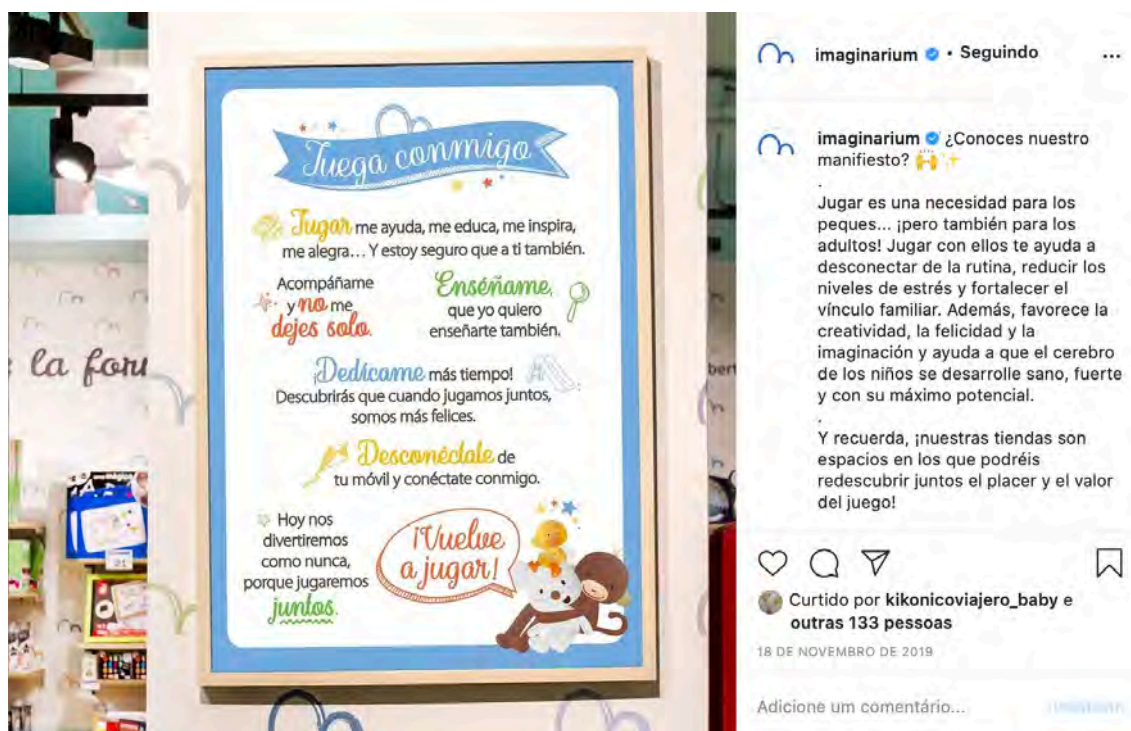 Juega conmigo
Jugar me ayuda, me educa, me inspira,
me alegra... Y estoy seguro que a ti también.
Acompáñame
y no me
dejes solo.
Enséñame,
que yo quiero
enseñarte también.
¡Dedícame más tiempo!
Descubrirás que cuando jugamos juntos,
somos más felices.
Desconéctate de
tu móvil y conéctate conmigo.
Hoy nos
divertiremos
como nunca,
porque jugaremos
juntos.
¡Vuelve
a jugar!
la
imaginarium • Seguindo
imaginarium ¿Conoces nuestro
manifiesto? 🙌✨
.
Jugar es una necesidad para los
peques... ¡pero también para los
adultos! Jugar con ellos te ayuda a
desconectar de la rutina, reducir los
niveles de estrés y fortalecer el
vínculo familiar. Además, favorece la
creatividad, la felicidad y la
imaginación y ayuda a que el cerebro
de los niños se desarrolle sano, fuerte
y con su máximo potencial.
.
Y recuerda, ¡nuestras tiendas son
espacios en los que podréis
redescubrir juntos el placer y el valor
del juego!
Curtido por kikonicoviajero_baby e
outras 133 pessoas
18 DE NOVEMBRO DE 2019
Adicione um comentário...